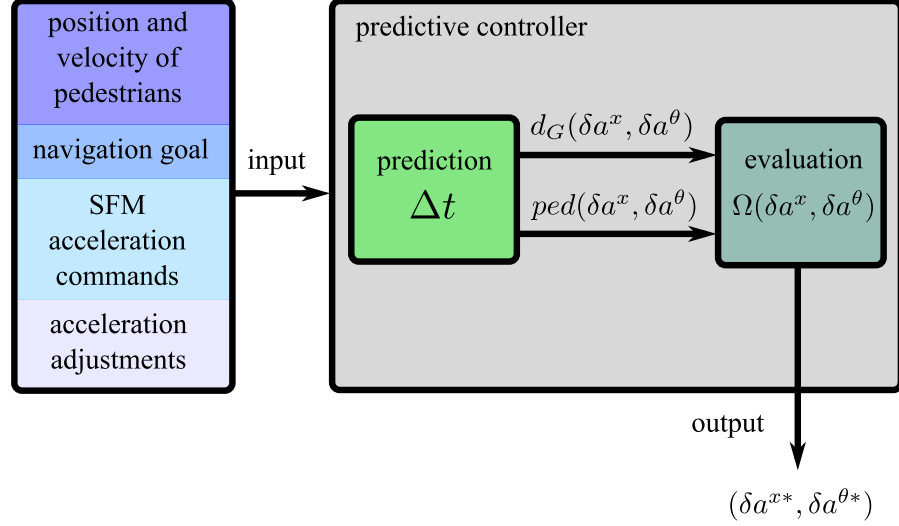 position and
velocity of
pedestrians
navigation goal
SFM
acceleration
commands
acceleration
adjustments
input
predictive controller
prediction
Δt
d_G(δa^x, δa^θ)
ped(δa^x, δa^θ)
evaluation
Ω(δa^x, δa^θ)
output
(δa^{x*}, δa^{θ*})